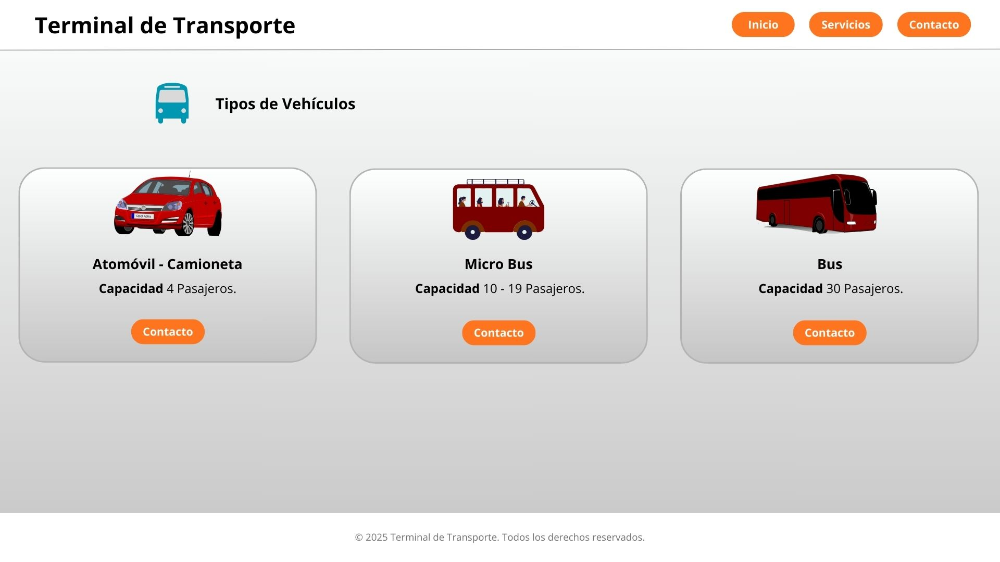 Terminal de Transporte
Inicio
Servicios
Contacto
Tipos de Vehículos
Opel Astra
Atomóvil - Camioneta
Capacidad 4 Pasajeros.
Contacto
Micro Bus
Capacidad 10 - 19 Pasajeros.
Contacto
Bus
Capacidad 30 Pasajeros.
Contacto
© 2025 Terminal de Transporte. Todos los derechos reservados.